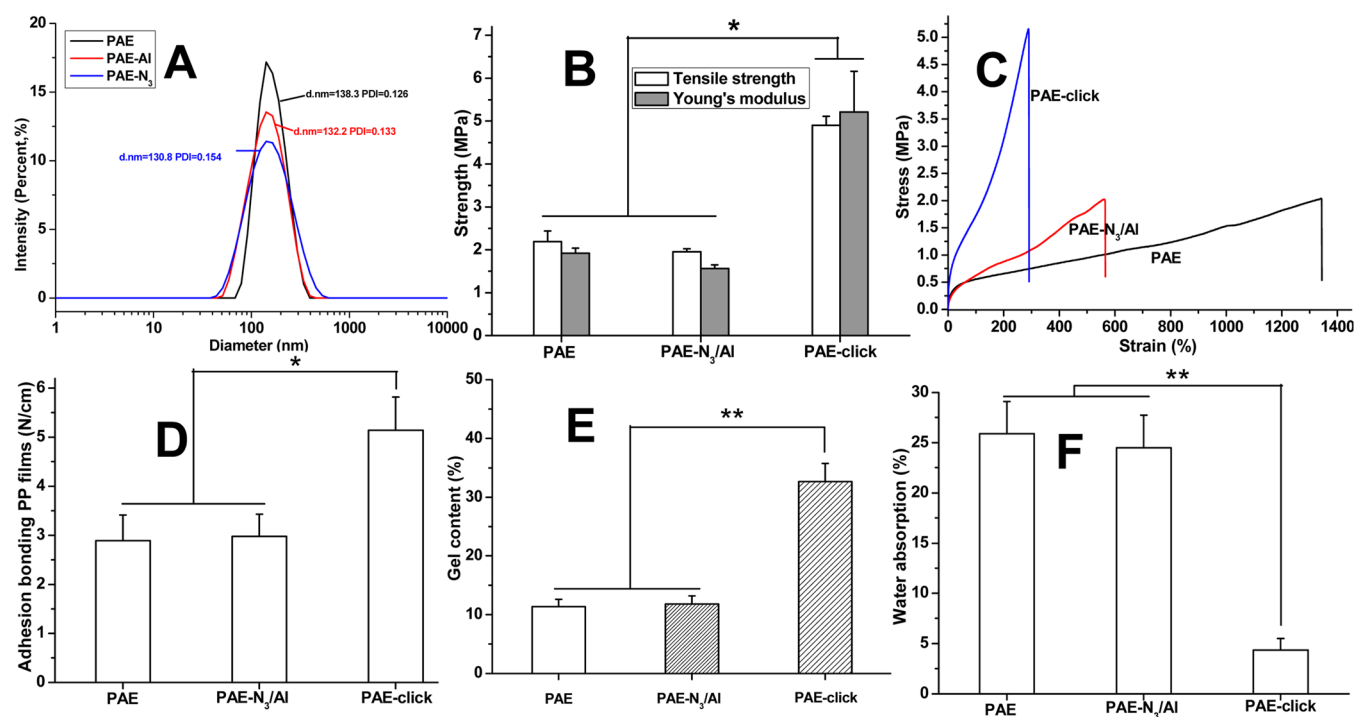 A
Intensity (Percent,%)
20
15
10
5
0
PAE
PAE-Al
PAE-N3
d.nm=138.3 PDI=0.126
d.nm=132.2 PDI=0.133
d.nm=130.8 PDI=0.154
1 10 100 1000 10000
Diameter (nm)
B
Strength (MPa)
7
6
5
4
3
2
1
0
*
Tensile strength
Young's modulus
PAE PAE-N3/Al PAE-click
C
Stress (MPa)
5.0
4.5
4.0
3.5
3.0
2.5
2.0
1.5
1.0
0.5
0.0
PAE-click
PAE-N3/Al
PAE
0 200 400 600 800 1000 1200 1400
Strain (%)
D
Adhesion bonding PP films (N/cm)
6
5
4
3
2
1
0
*
PAE PAE-N3/Al PAE-click
E
Gel content (%)
50
40
30
20
10
0
**
PAE PAE-N3/Al PAE-click
F
Water absorption (%)
30
25
20
15
10
5
0
**
PAE PAE-N3/Al PAE-click